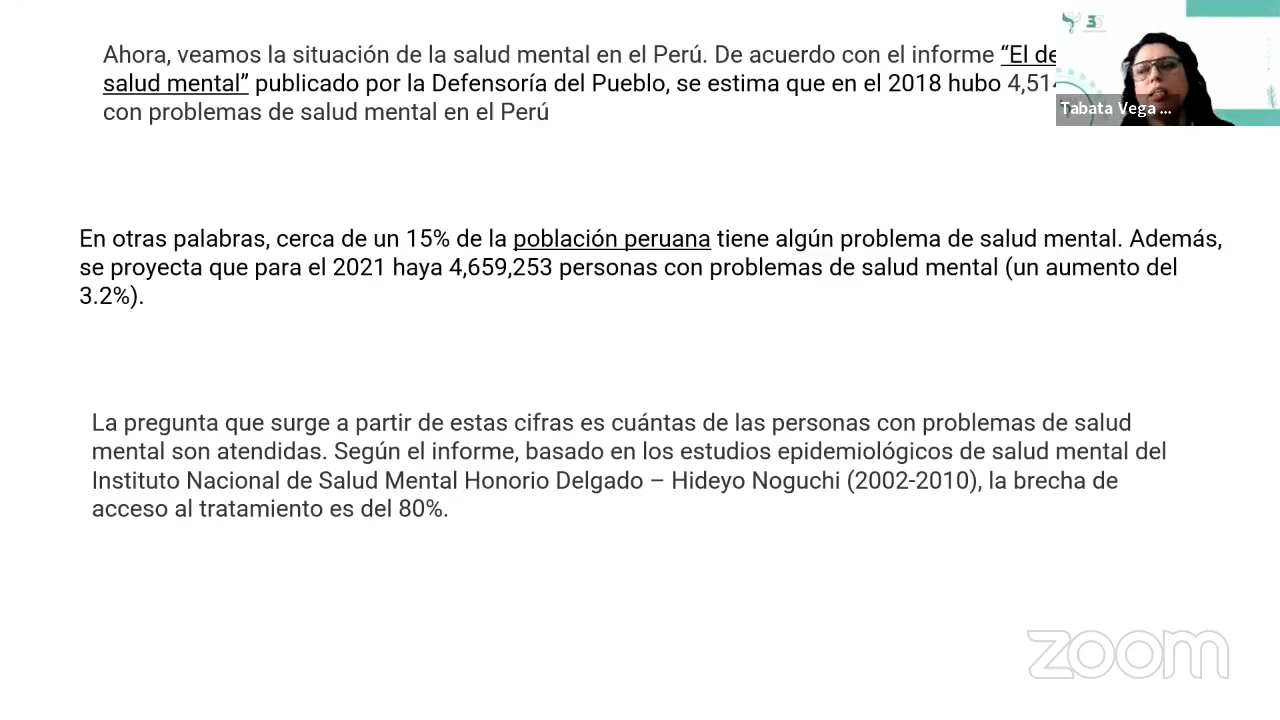 Ahora, veamos la situación de la salud mental en el Perú. De acuerdo con el informe “El de
salud mental” publicado por la Defensoría del Pueblo, se estima que en el 2018 hubo 4,514
con problemas de salud mental en el Perú
Tabata Vega ...
En otras palabras, cerca de un 15% de la población peruana tiene algún problema de salud mental. Además,
se proyecta que para el 2021 haya 4,659,253 personas con problemas de salud mental (un aumento del
3.2%).
La pregunta que surge a partir de estas cifras es cuántas de las personas con problemas de salud
mental son atendidas. Según el informe, basado en los estudios epidemiológicos de salud mental del
Instituto Nacional de Salud Mental Honorio Delgado – Hideyo Noguchi (2002-2010), la brecha de
acceso al tratamiento es del 80%.
zoom